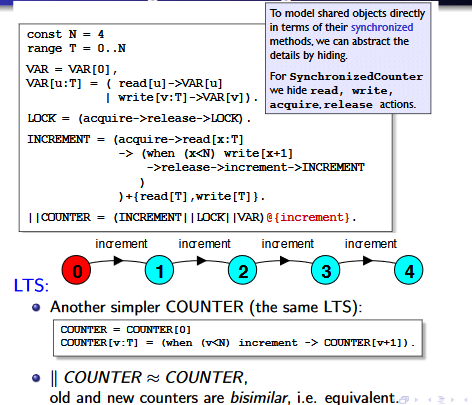 To model shared objects directly
in terms of their synchronized
methods, we can abstract the
details by hiding.
For SynchronizedCounter
we hide read, write,
acquire, release actions.
const N = 4
range T = 0..N
VAR = VAR[0],
VAR[u:T] = ( read[u]->VAR[u]
| write[v:T]->VAR[v]).
LOCK = (acquire->release->LOCK).
INCREMENT = (acquire->read[x:T]
-> (when (x<N) write[x+1]
->release->increment->INCREMENT
)
)+{read[T],write[T]}.
||COUNTER = (INCREMENT||LOCK||VAR)@{increment}.
increment increment increment increment
0 1 2 3 4
LTS:
Another simpler COUNTER (the same LTS):
COUNTER = COUNTER[0]
COUNTER[v:T] = (when (v<N) increment -> COUNTER[v+1]).
∥ COUNTER ≈ COUNTER,
old and new counters are bisimilar, i.e. equivalent.